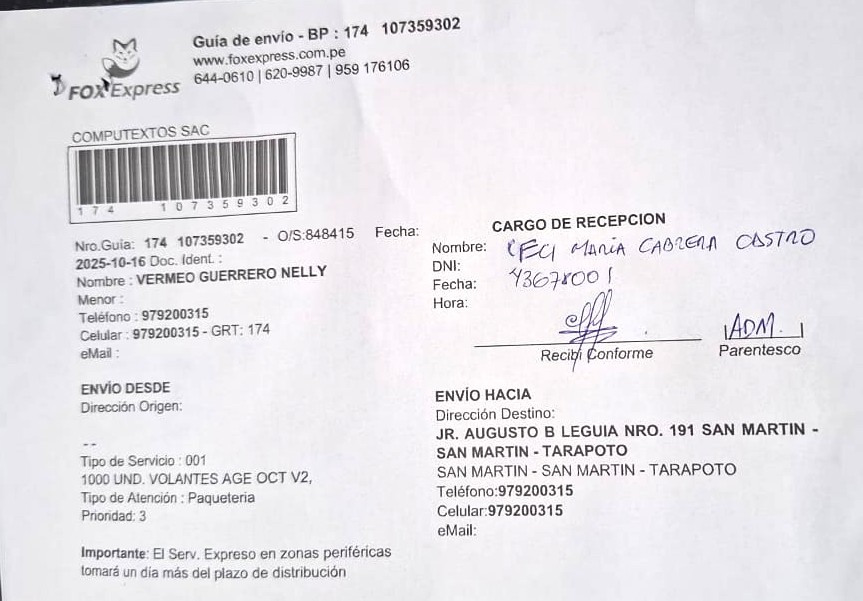 FOX Express
Guía de envío - BP : 174 107359302
www.foxexpress.com.pe
644-0610 | 620-9987 | 959 176106
COMPUTEXTOS SAC
174 107359302
Nro.Guía: 174 107359302 - O/S:848415 Fecha:
2025-10-16 Doc. Ident. :
Nombre : VERMEO GUERRERO NELLY
Menor :
Teléfono : 979200315
Celular : 979200315 - GRT: 174
eMail :
CARGO DE RECEPCION
Nombre: CECI MARIA CABRERA CASTRO
DNI: 43678001
Fecha:
Hora:
Recibí Conforme
ADM.
Parentesco
ENVÍO DESDE
Dirección Origen:
--
Tipo de Servicio : 001
1000 UND. VOLANTES AGE OCT V2,
Tipo de Atención : Paqueteria
Prioridad: 3
Importante: El Serv. Expreso en zonas periféricas
tomará un día más del plazo de distribución
ENVÍO HACIA
Dirección Destino:
JR. AUGUSTO B LEGUIA NRO. 191 SAN MARTIN -
SAN MARTIN - TARAPOTO
SAN MARTIN - SAN MARTIN - TARAPOTO
Teléfono:979200315
Celular:979200315
eMail: